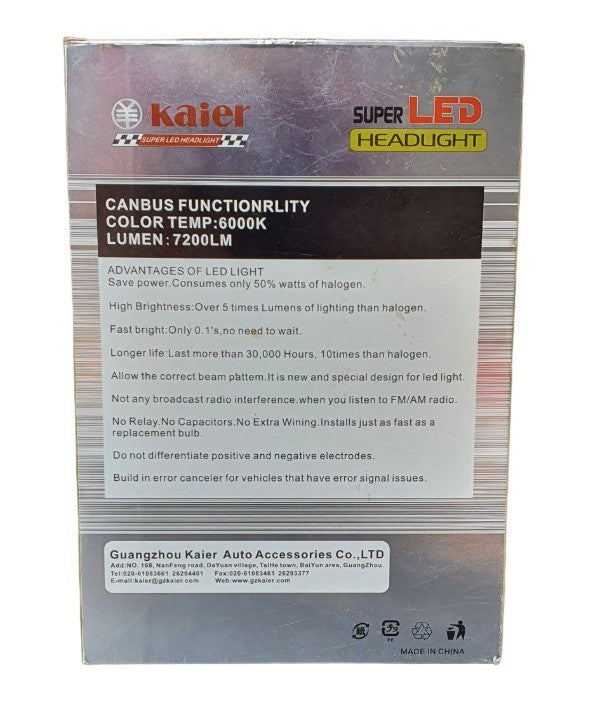 Kaier
SUPER LED HEADLIGHT
SUPER LED
HEADLIGHT
CANBUS FUNCTIONRLITY
COLOR TEMP:6000K
LUMEN: 7200LM
ADVANTAGES OF LED LIGHT
Save power.Consumes only 50% watts of halogen.
High Brightness:Over 5 times Lumens of lighting than halogen.
Fast bright:Only 0.1's,no need to wait.
Longer life:Last more than 30,000 Hours, 10times than halogen.
Allow the correct beam pattem.It is new and special design for led light.
Not any broadcast radio interference.when you listen to FM/AM radio.
No Relay.No Capacitors.No Extra Wining.Installs just as fast as a
replacement bulb.
Do not differentiate positive and negative electrodes.
Build in error canceler for vehicles that have error signal issues.
Guangzhou Kaier Auto Accessories Co.,LTD
Add:NO. 168, NanFeng road, DaYuan village, TaiHe town, BaiYun area, GuangZhou.
Tel:020-61083661 26294401 Fax:020-61083461 26293377
E-mail:kaier@gzkaier.com Web:www.gzkaier.com
紙
PE
MADE IN CHINA